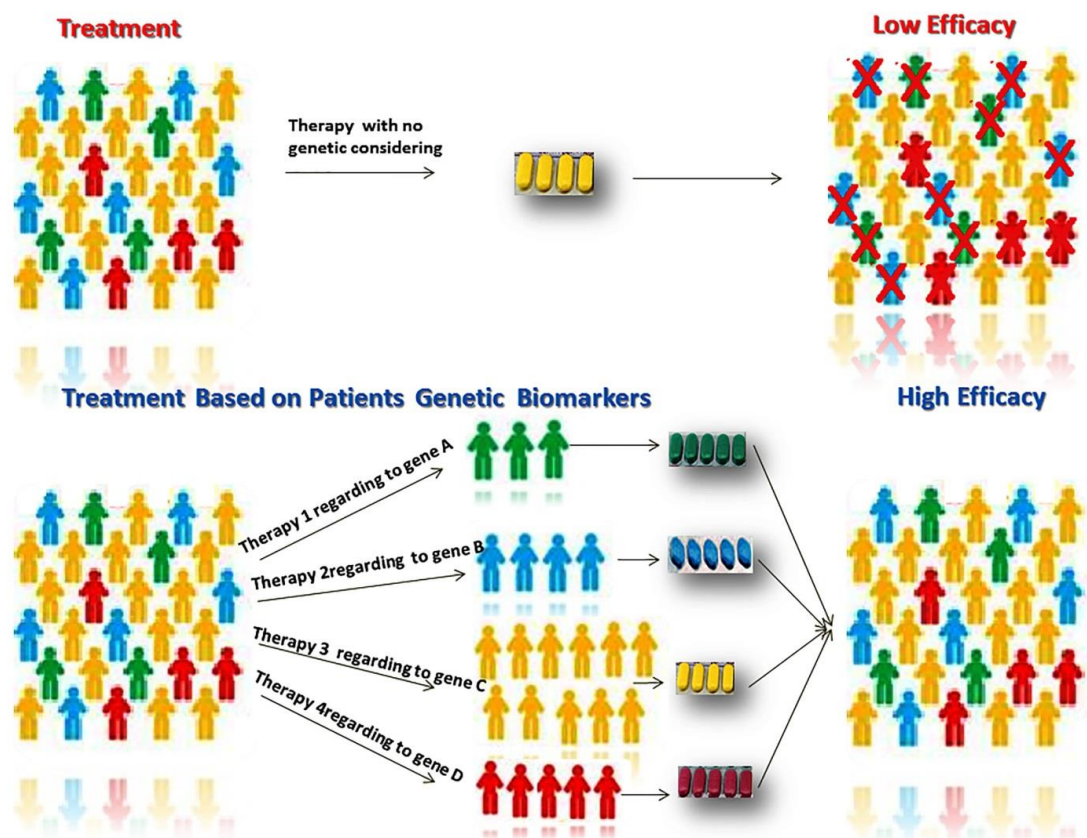 Treatment
Low Efficacy
Therapy with no
genetic considering
Treatment Based on Patients Genetic Biomarkers
High Efficacy
Therapy 1 regarding to gene A
Therapy 2regarding to gene B
Therapy 3 regarding to gene C
Therapy 4regarding to gene D